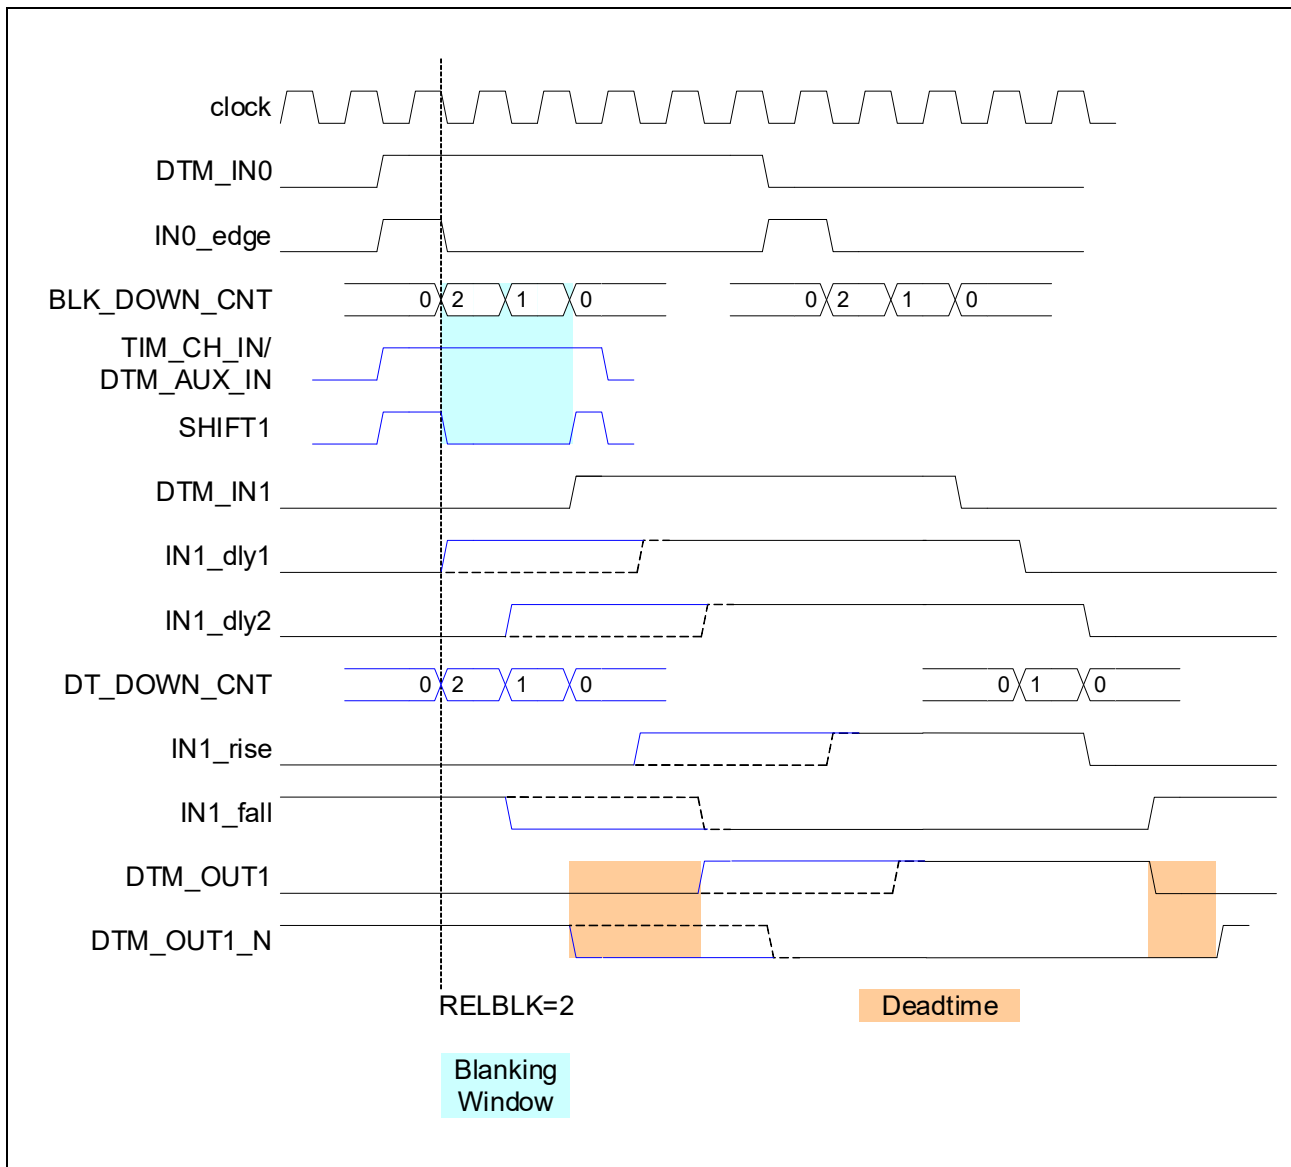 clock
DTM_IN0
IN0_edge
BLK_DOWN_CNT 0 2 1 0 0 2 1 0
TIM_CH_IN/
DTM_AUX_IN
SHIFT1
DTM_IN1
IN1_dly1
IN1_dly2
DT_DOWN_CNT 0 2 1 0 0 1 0
IN1_rise
IN1_fall
DTM_OUT1
DTM_OUT1_N
RELBLK=2 Deadtime
Blanking
Window